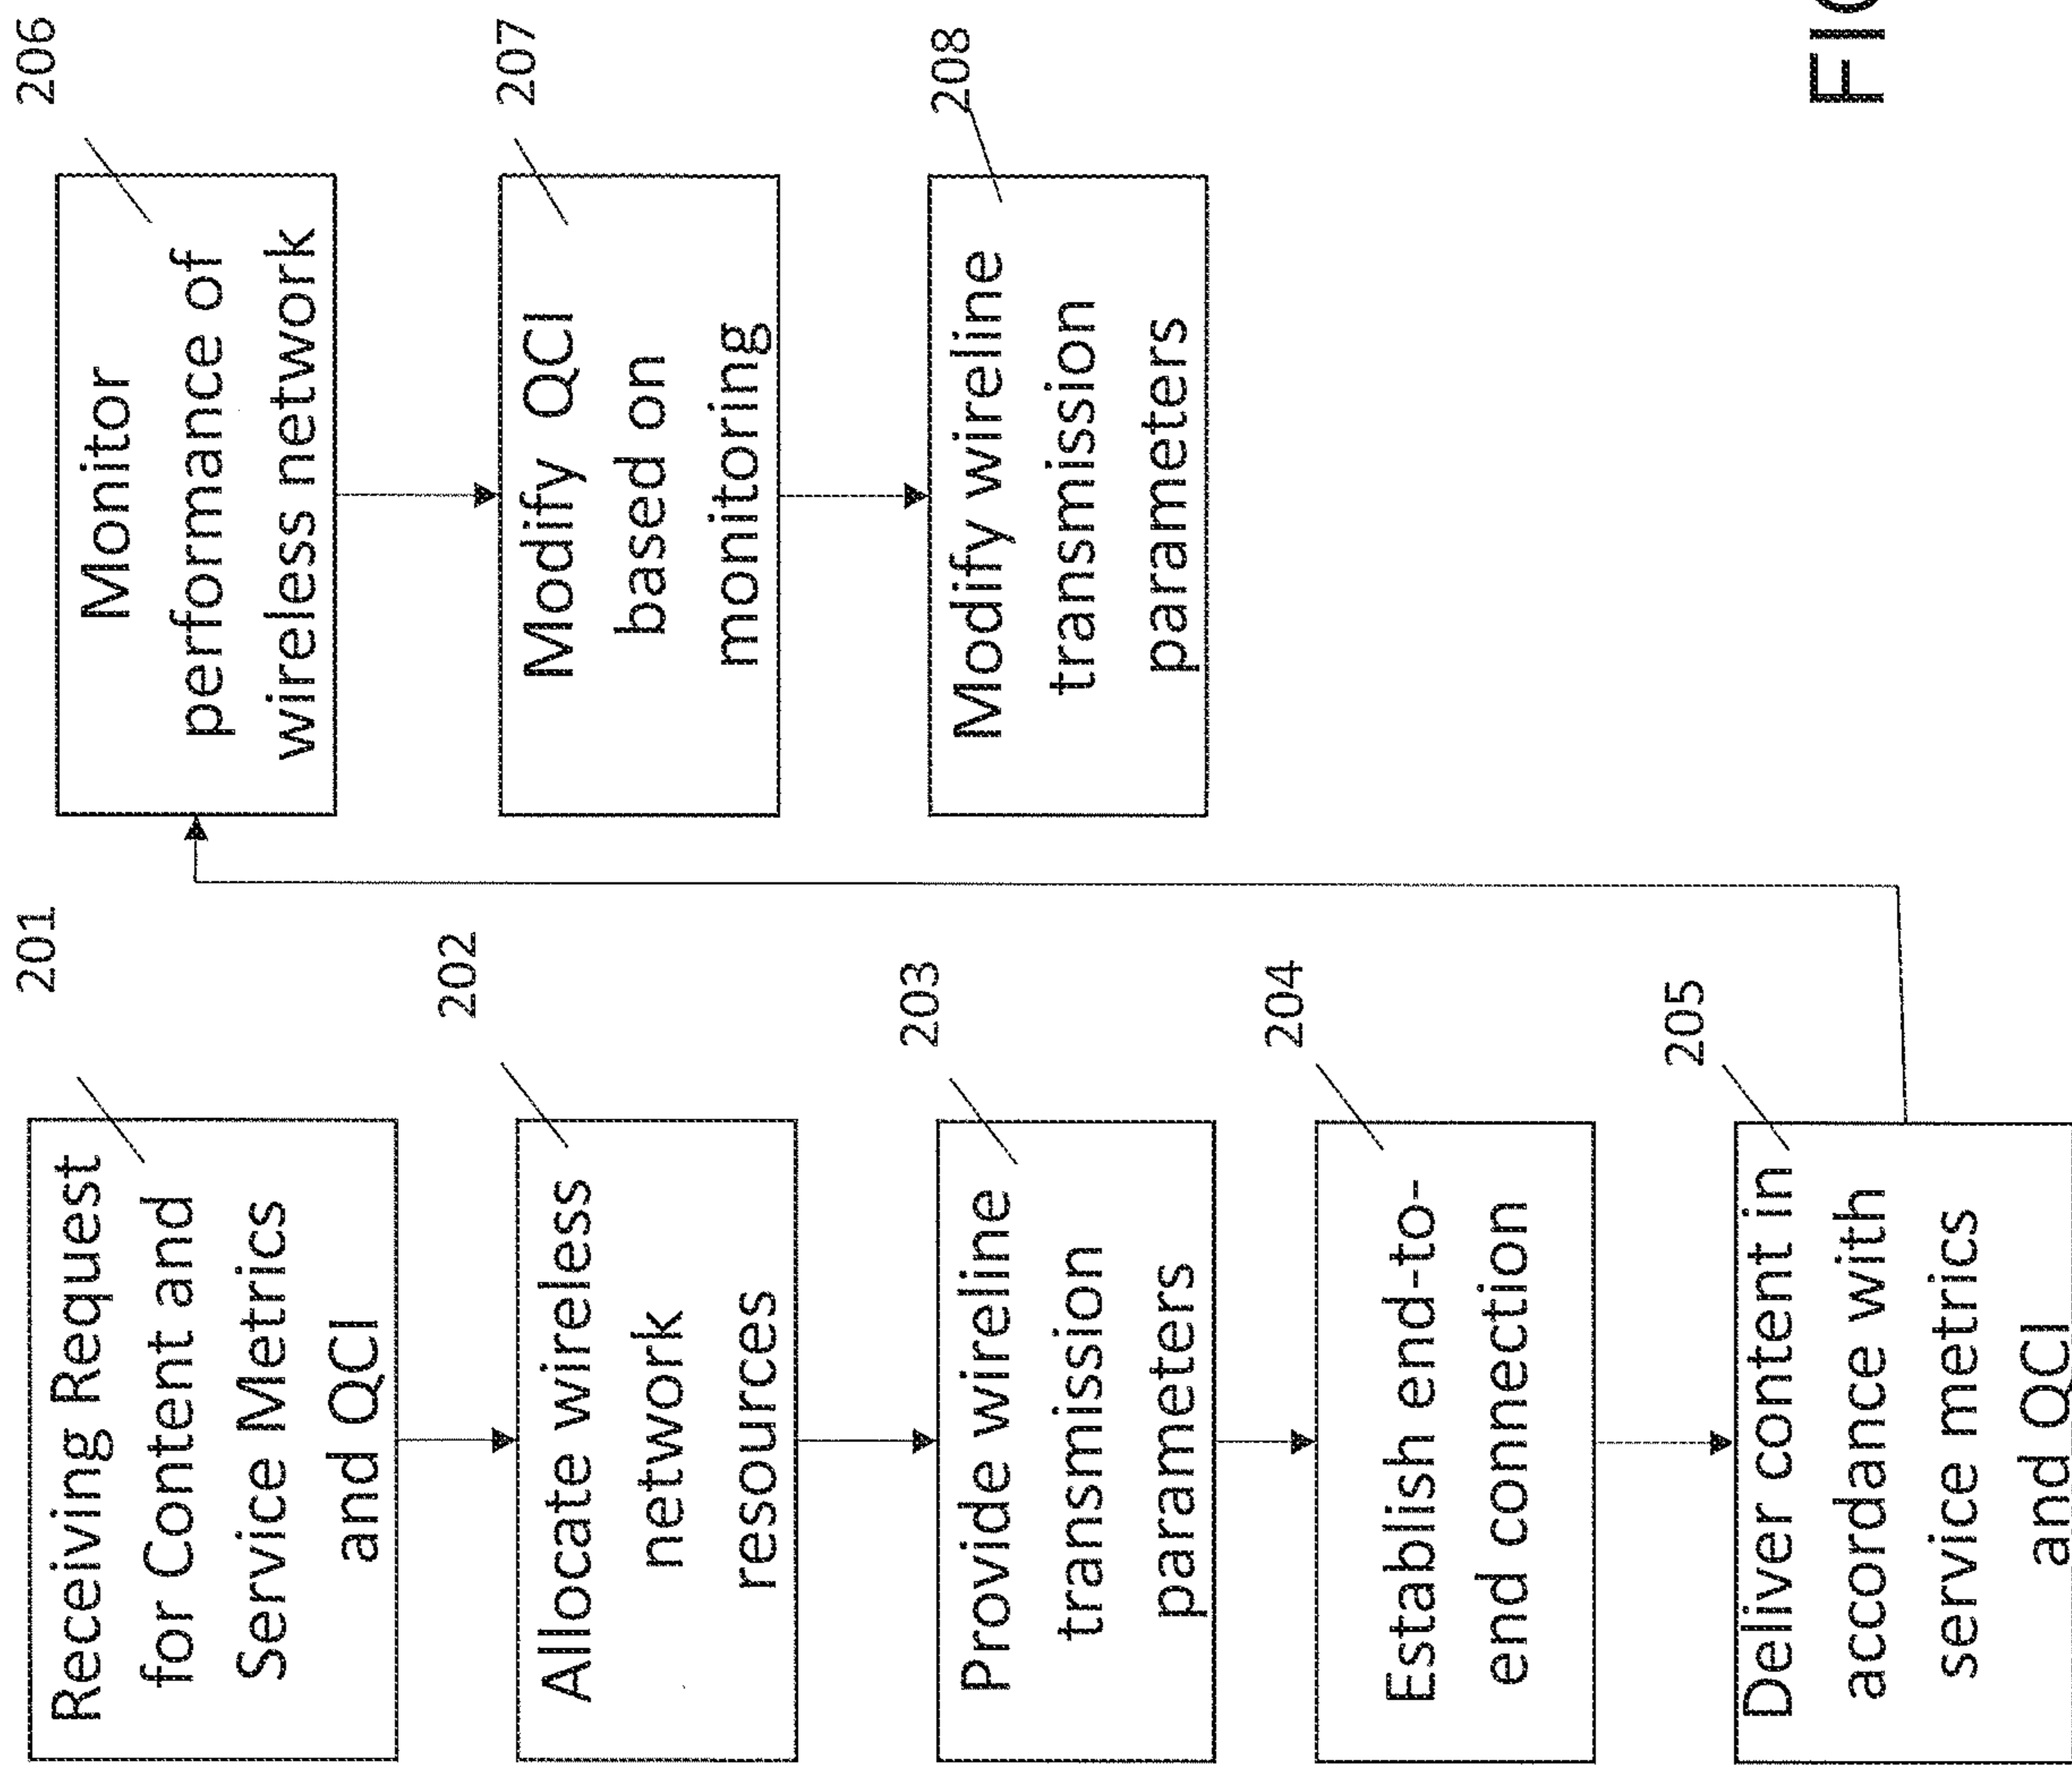 201
Receiving Request
for Content and
Service Metrics
and QCI
202
Allocate wireless
network
resources
203
Provide wireline
transmission
parameters
204
Establish end-to-
end connection
205
Deliver content in
accordance with
service metrics
and QCI
206
Monitor
performance of
wireless network
207
Modify QCI
based on
monitoring
208
Modify wireline
transmission
parameters